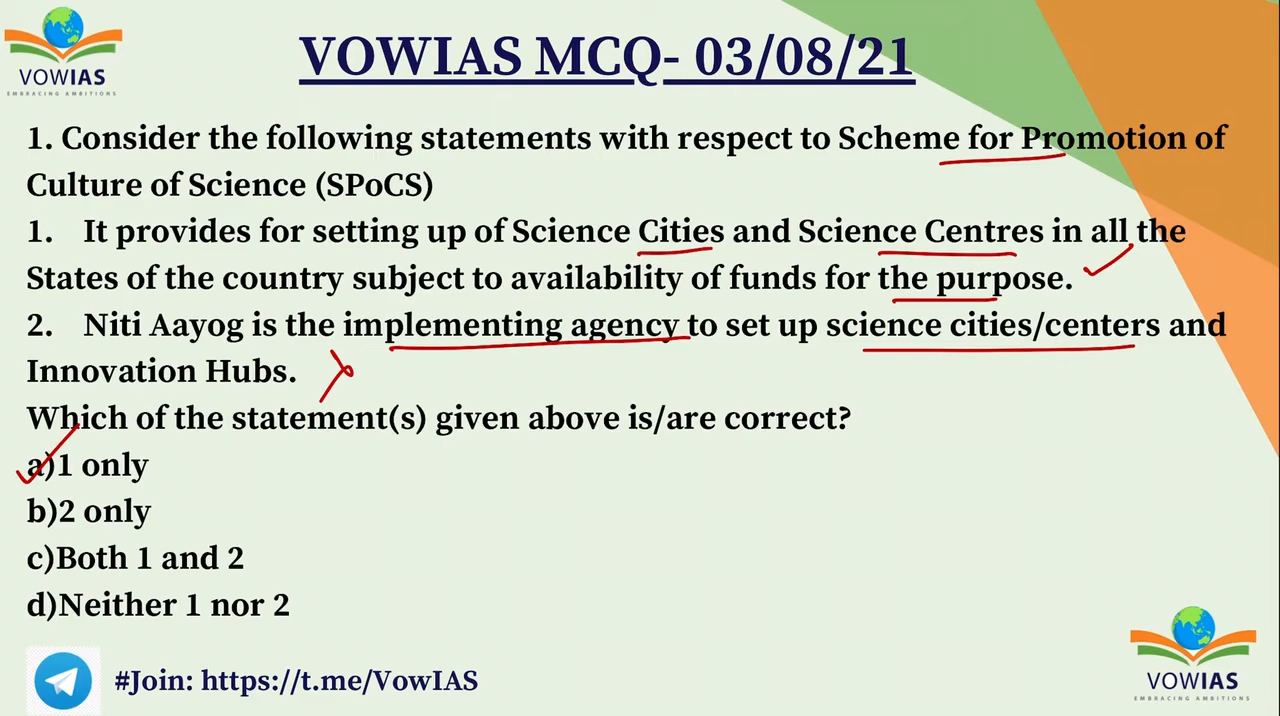 VOWIAS
EMBRACING AMBITIONS
VOWIAS MCQ- 03/08/21
1. Consider the following statements with respect to Scheme for Promotion of
Culture of Science (SPoCS)
1. It provides for setting up of Science Cities and Science Centres in all the
States of the country subject to availability of funds for the purpose.
2. Niti Aayog is the implementing agency to set up science cities/centers and
Innovation Hubs.
Which of the statement(s) given above is/are correct?
a)1 only
b)2 only
c)Both 1 and 2
d)Neither 1 nor 2
#Join: https://t.me/VowIAS
VOWIAS
EMBRACING AMBITIONS